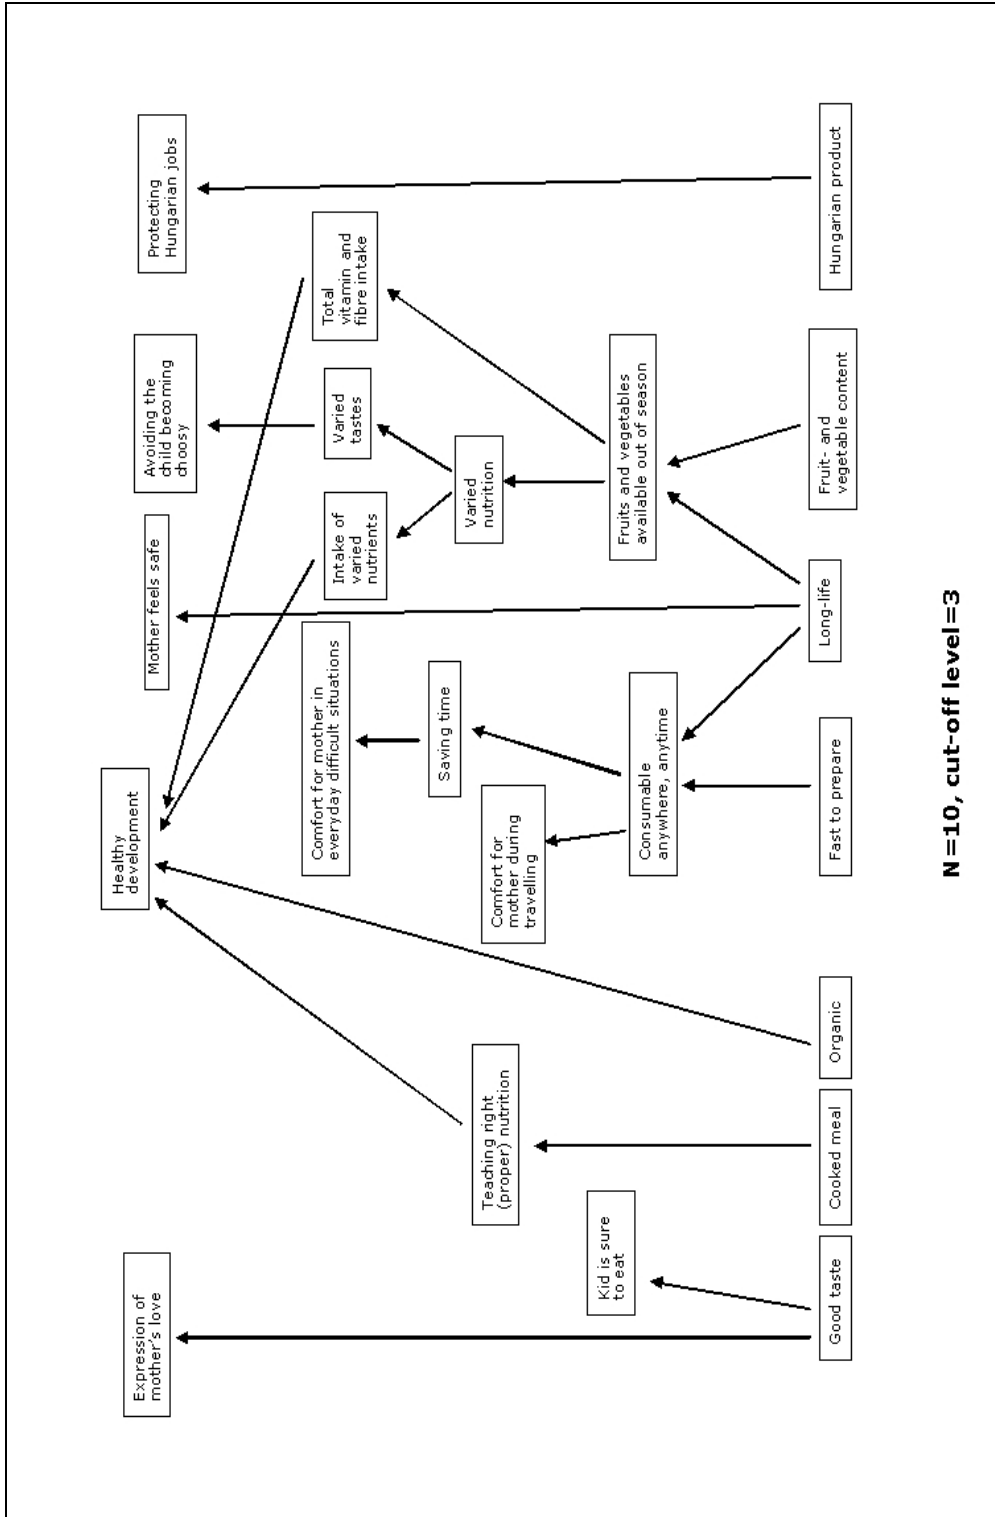 Expression of
mother's love
Healthy
development
Mother feels safe
Avoiding the
child becoming
choosy
Protecting
Hungarian jobs
Comfort for mother in
everyday difficult situations
Intake of
varied
nutrients
Varied
tastes
Total
vitamin and
fibre intake
Teaching right
(proper) nutrition
Comfort for
mother during
travelling
Saving time
Varied
nutrition
Kid is sure
to eat
Consumable
anywhere, anytime
Fruits and vegetables
available out of season
Good taste
Cooked meal
Organic
Fast to prepare
Long-life
Fruit- and
vegetable content
Hungarian product
N=10, cut-off level=3